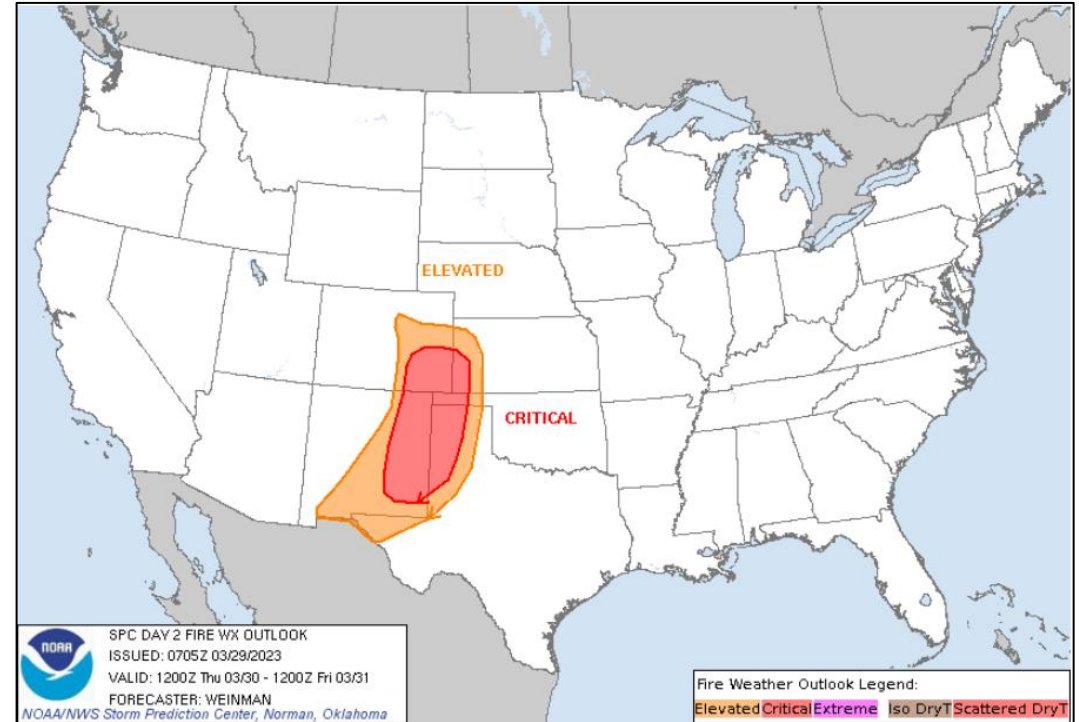 ELEVATED
CRITICAL
NOAA
SPC DAY 2 FIRE WX OUTLOOK
ISSUED: 0705Z 03/29/2023
VALID: 1200Z Thu 03/30 - 1200Z Fri 03/31
FORECASTER: WEINMAN
NOAA/NWS Storm Prediction Center, Norman, Oklahoma
Fire Weather Outlook Legend:
Elevated Critical Extreme Iso DryT Scattered DryT